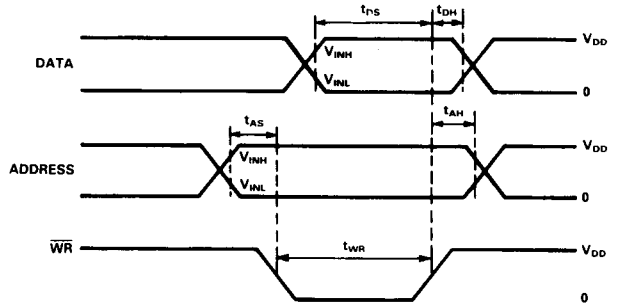 tDS tDH
VDD
DATA
VINH
VINL
0
tAS tAH
VDD
ADDRESS
VINH
VINL
0
WR
tWR
VDD
0